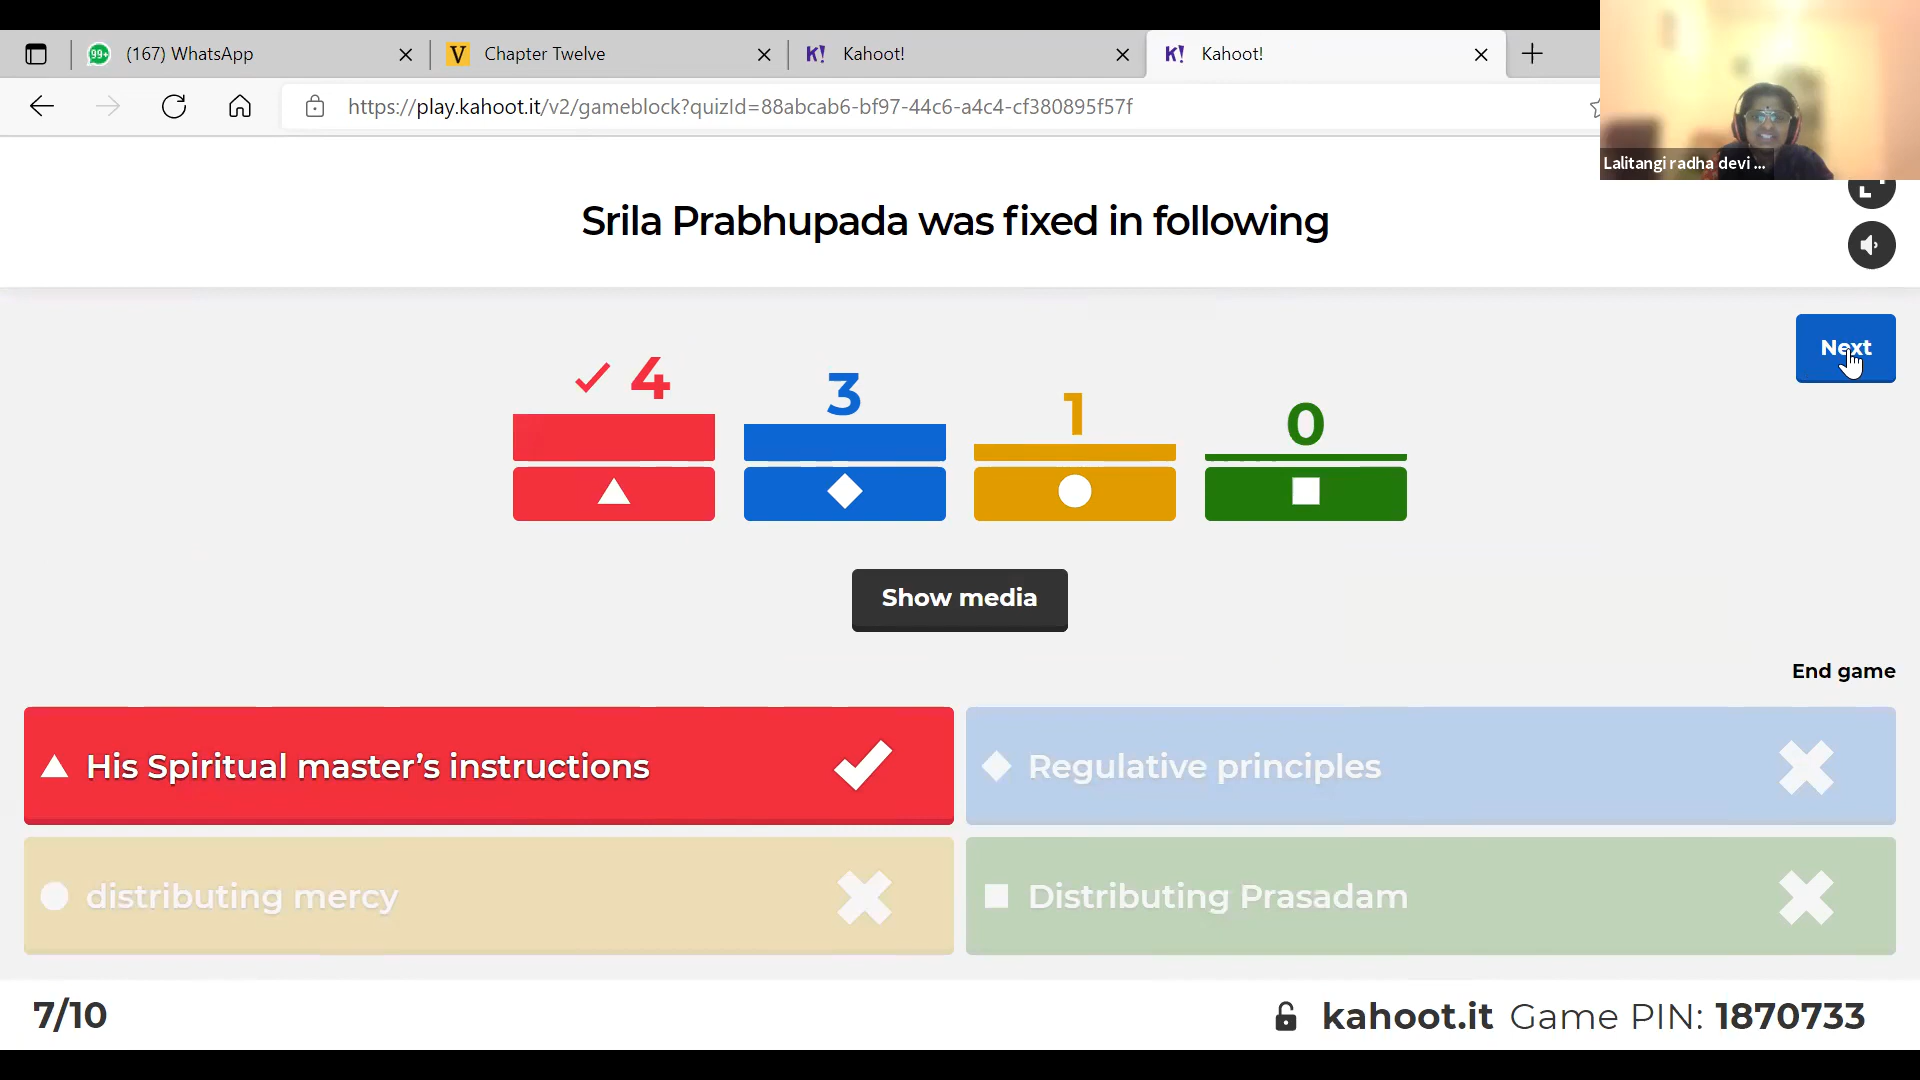 99+ (167) WhatsApp
V Chapter Twelve
K! Kahoot!
K! Kahoot!
https://play.kahoot.it/v2/gameblock?quizId=88abcab6-bf97-44c6-a4c4-cf380895f57f
Lalitangi radha devi ...
Srila Prabhupada was fixed in following
Next
4
3
1
0
Show media
End game
His Spiritual master’s instructions
Regulative principles
distributing mercy
Distributing Prasadam
7/10
kahoot.it Game PIN: 1870733